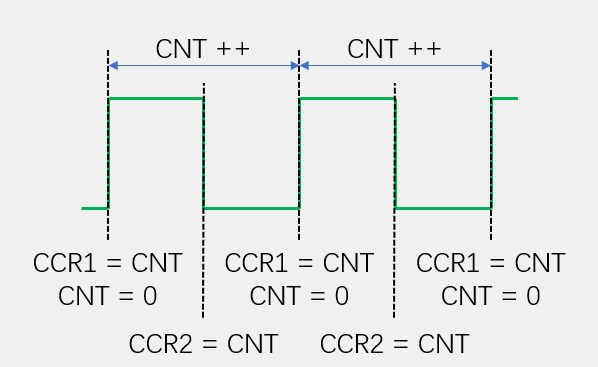 CNT ++ CNT ++
CCR1 = CNT CCR1 = CNT CCR1 = CNT
CNT = 0 CNT = 0 CNT = 0
CCR2 = CNT CCR2 = CNT